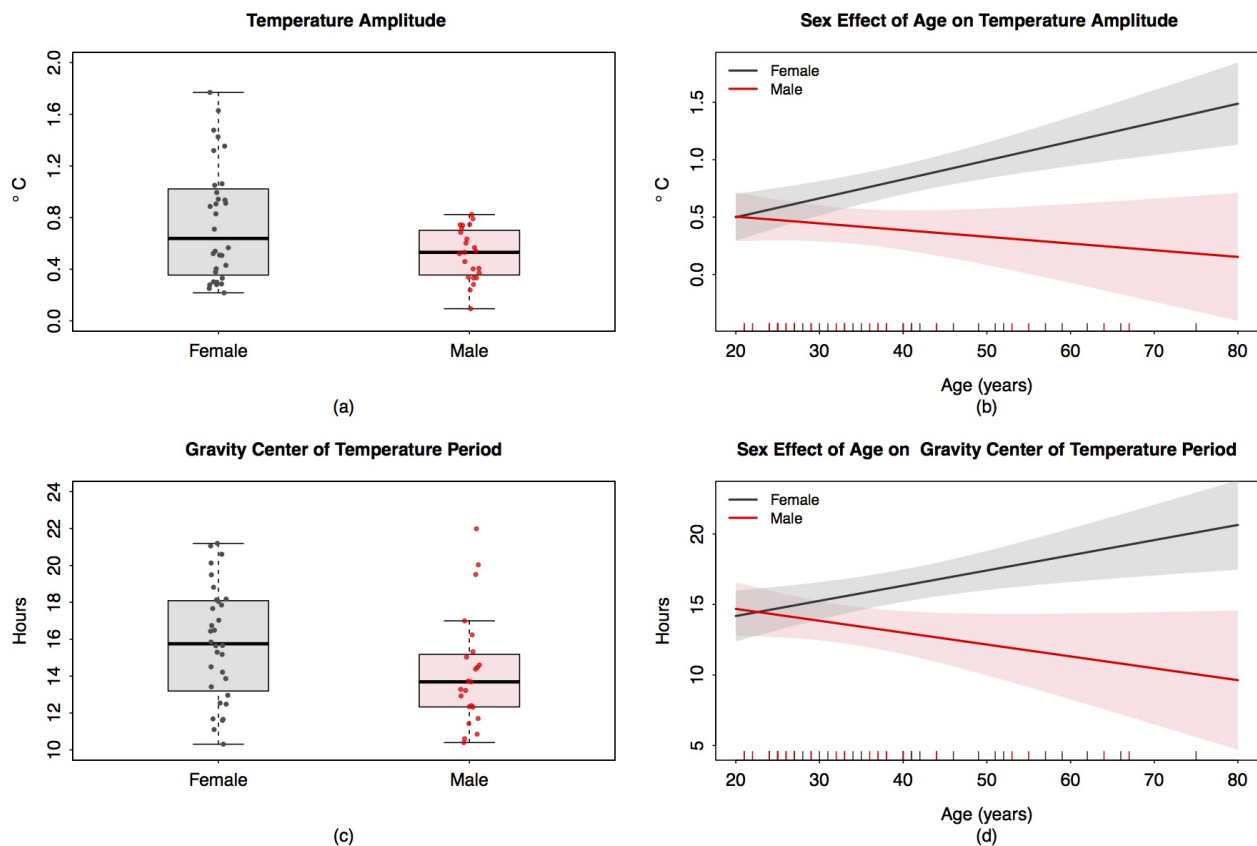 Temperature Amplitude
° C
2.0
1.6
1.2
0.8
0.4
0.0
Female
Male
(a)
Sex Effect of Age on Temperature Amplitude
Female
Male
° C
1.5
1.0
0.5
0.0
20
30
40
50
60
70
80
Age (years)
(b)
Gravity Center of Temperature Period
Hours
24
22
20
18
16
14
12
10
Female
Male
(c)
Sex Effect of Age on Gravity Center of Temperature Period
Female
Male
Hours
20
15
10
5
20
30
40
50
60
70
80
Age (years)
(d)